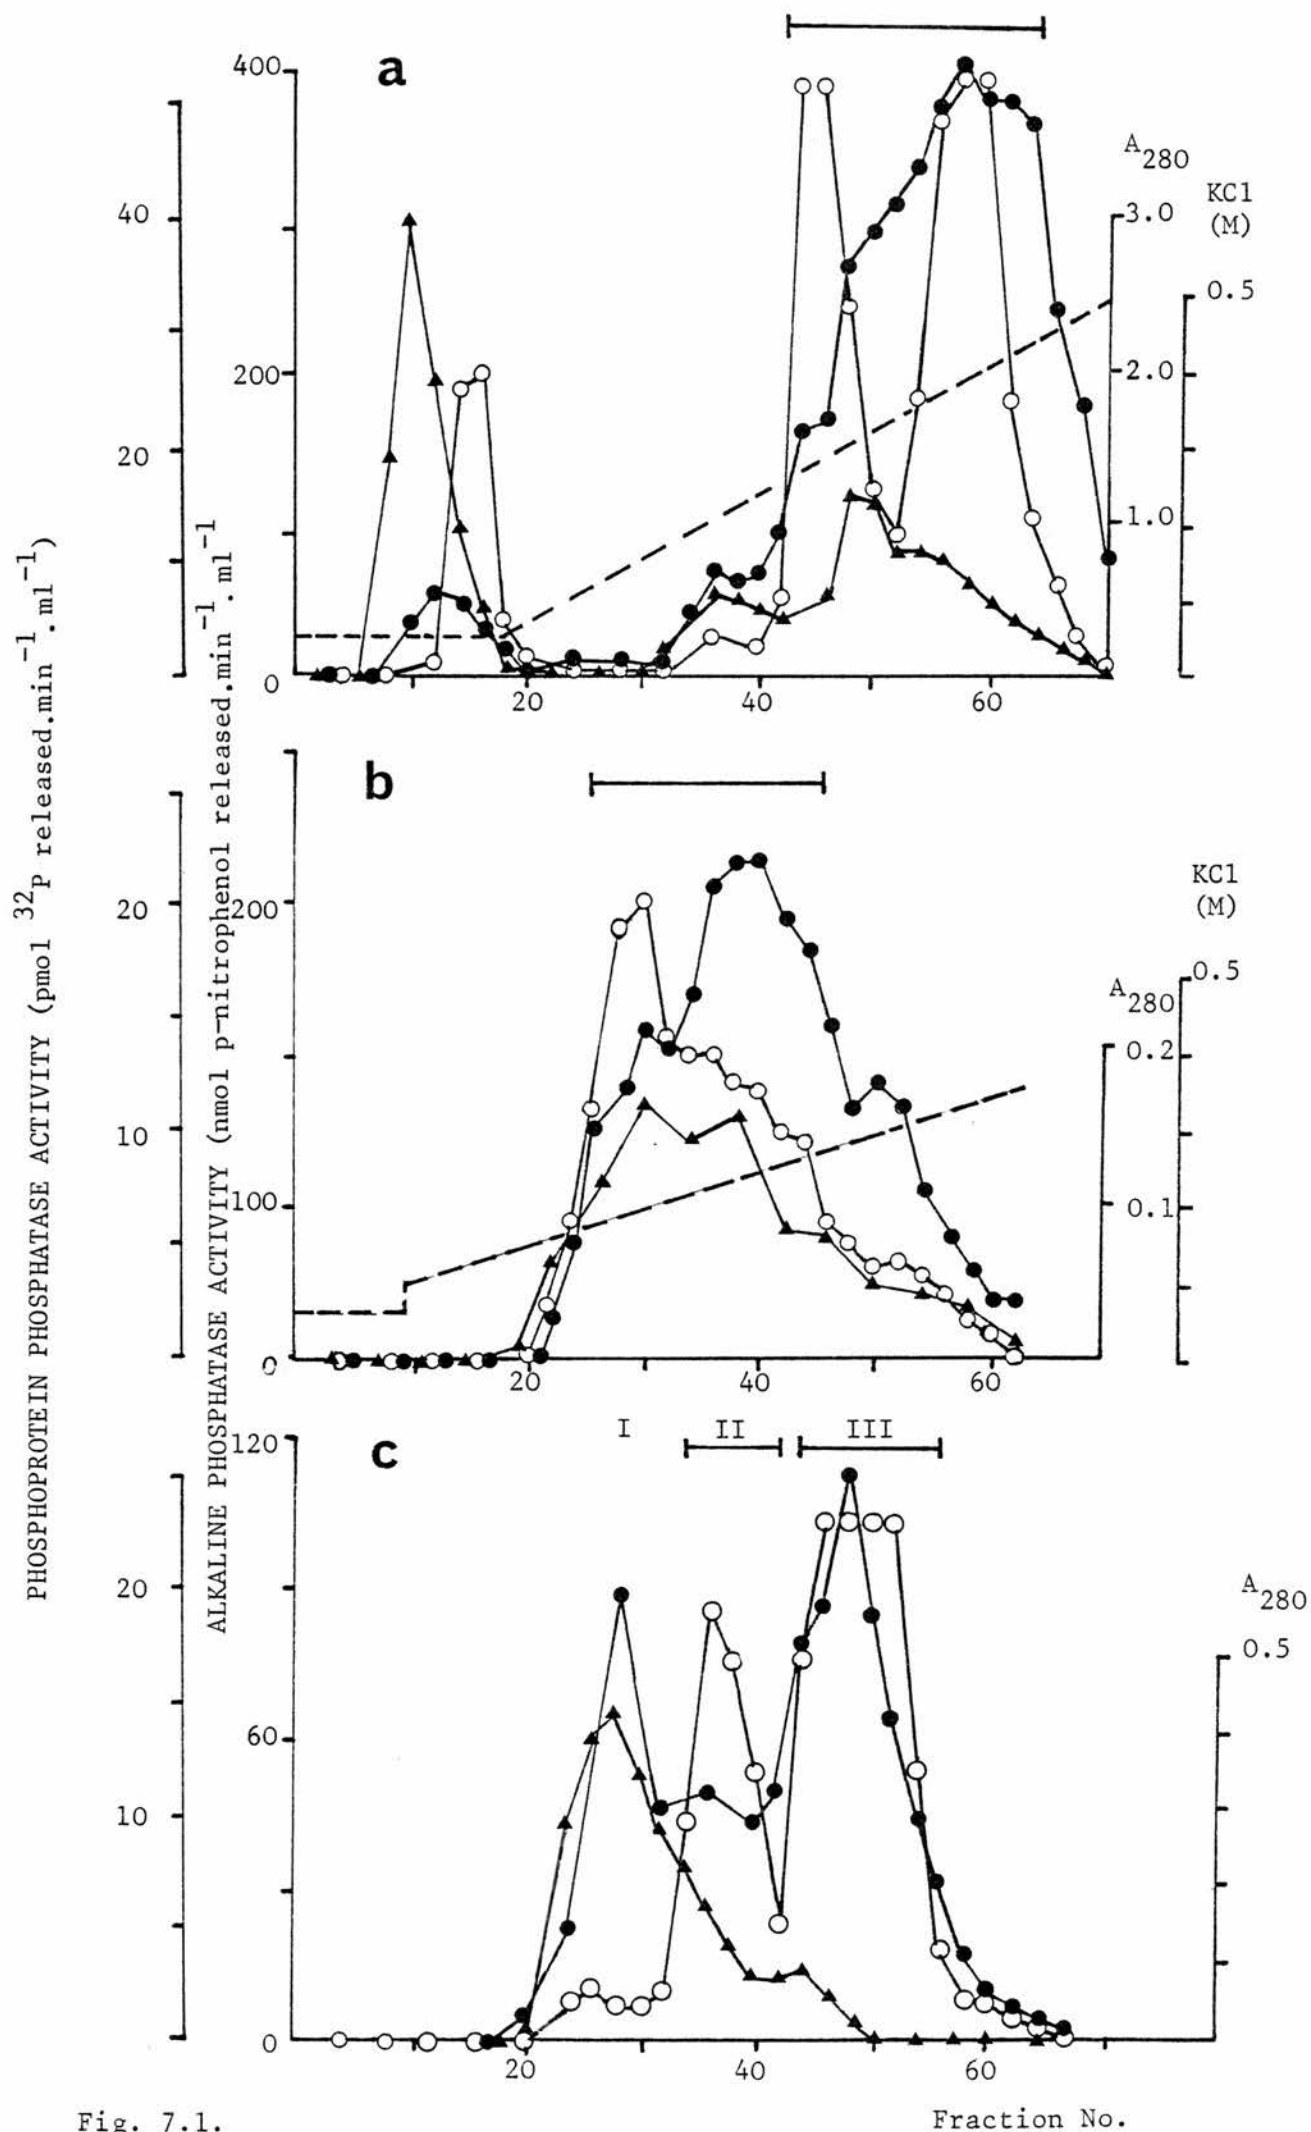 PHOSPHOPROTEIN PHOSPHATASE ACTIVITY (pmol ³²P released.min⁻¹.ml⁻¹)
ALKALINE PHOSPHATASE ACTIVITY (nmol p-nitrophenol released.min⁻¹.ml⁻¹
a
400
200
0
40
20
A₂₈₀
3.0
2.0
1.0
KCl
(M)
0.5
20
40
60
b
200
100
0
20
10
KCl
(M)
0.5
A₂₈₀
0.2
0.1
20
40
60
c
I
II
III
120
60
0
20
10
A₂₈₀
0.5
20
40
60
Fig. 7.1.
Fraction No.